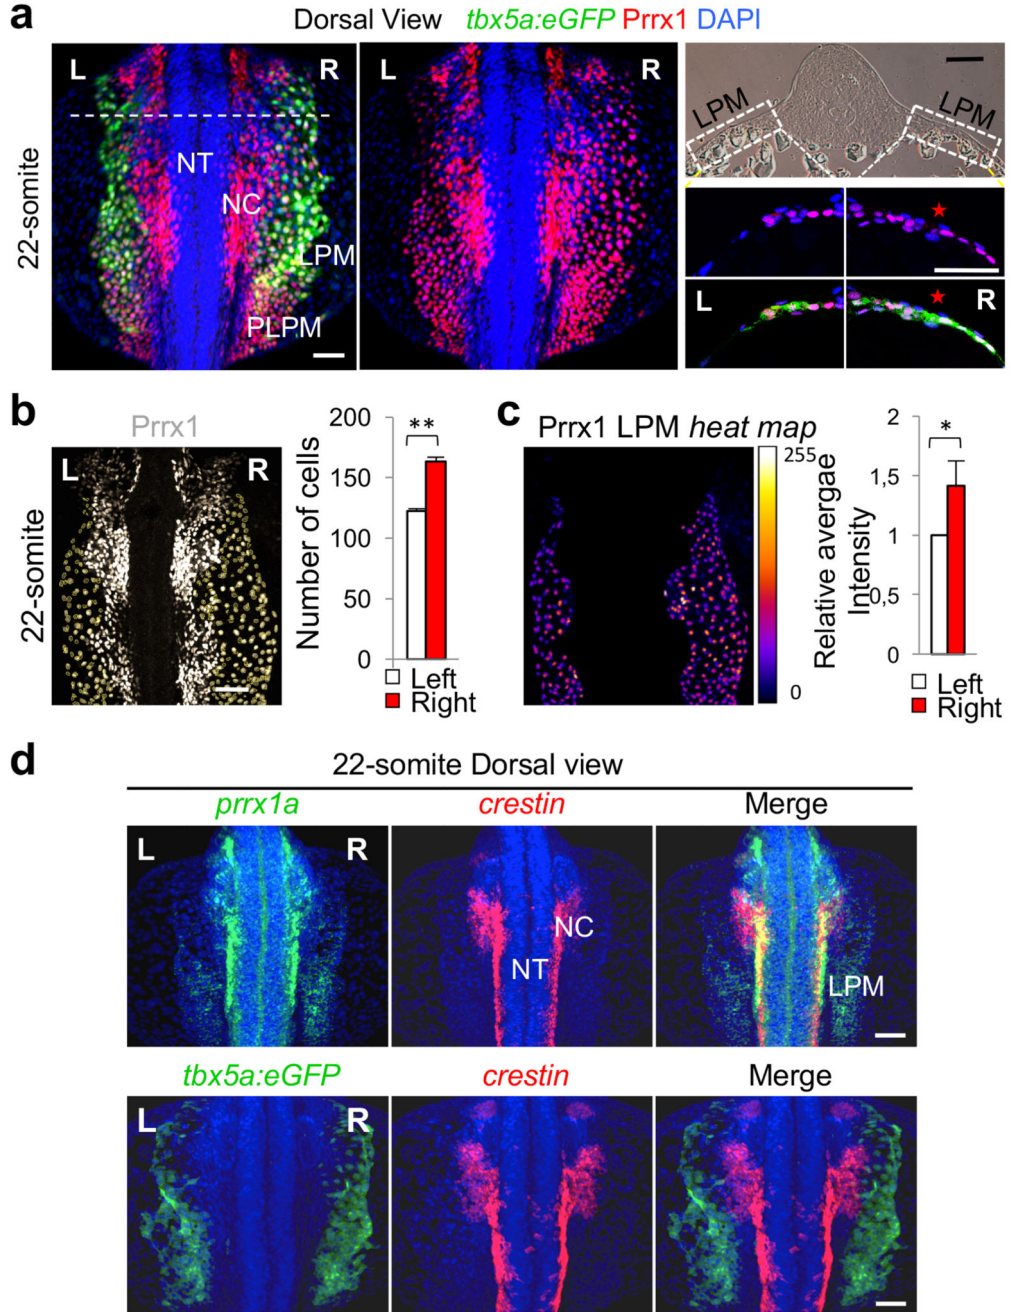 a
Dorsal View tbx5a:eGFP Prrx1 DAPI
22-somite
L R
NT
NC
LPM
PLPM
L R
LPM LPM
L R
b
Prrx1
22-somite
L R
Number of cells
200
150
100
50
0
**
Left
Right
c
Prrx1 LPM heat map
255
0
Relative avergae
Intensity
2
1,5
1
0,5
0
*
Left
Right
d
22-somite Dorsal view
prrx1a crestin Merge
L R
NC
NT
LPM
tbx5a:eGFP crestin Merge
L R